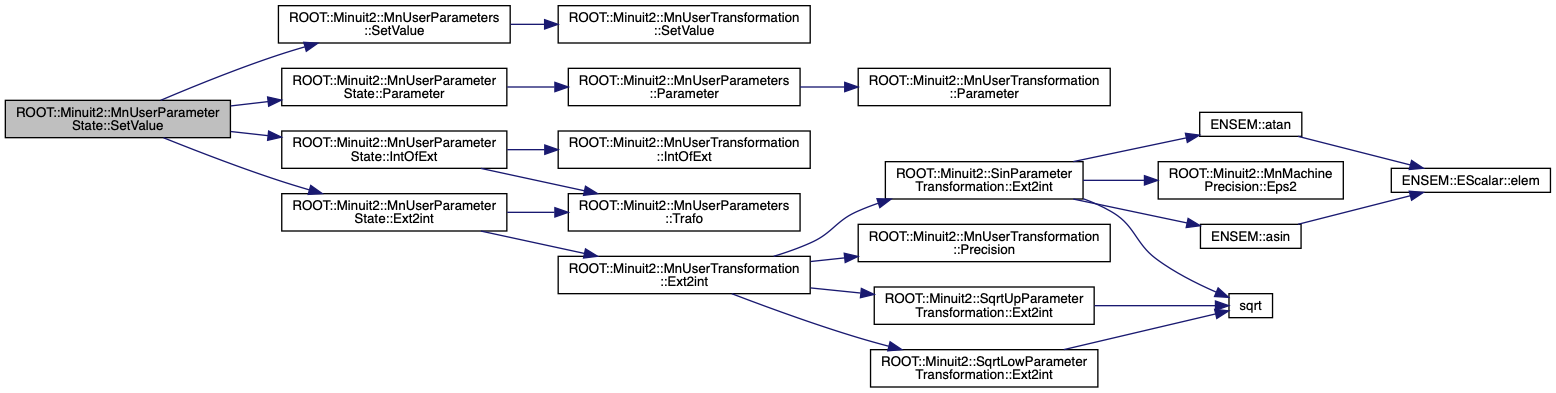 ROOT::Minuit2::MnUserParameter
State::SetValue
ROOT::Minuit2::MnUserParameters
::SetValue
ROOT::Minuit2::MnUserTransformation
::SetValue
ROOT::Minuit2::MnUserParameter
State::Parameter
ROOT::Minuit2::MnUserParameters
::Parameter
ROOT::Minuit2::MnUserTransformation
::Parameter
ROOT::Minuit2::MnUserParameter
State::IntOfExt
ROOT::Minuit2::MnUserTransformation
::IntOfExt
ROOT::Minuit2::MnUserParameter
State::Ext2int
ROOT::Minuit2::MnUserParameters
::Trafo
ROOT::Minuit2::MnUserTransformation
::Ext2int
ROOT::Minuit2::SinParameter
Transformation::Ext2int
ROOT::Minuit2::MnUserTransformation
::Precision
ROOT::Minuit2::SqrtUpParameter
Transformation::Ext2int
ROOT::Minuit2::SqrtLowParameter
Transformation::Ext2int
ENSEM::atan
ROOT::Minuit2::MnMachine
Precision::Eps2
ENSEM::asin
sqrt
ENSEM::EScalar::elem